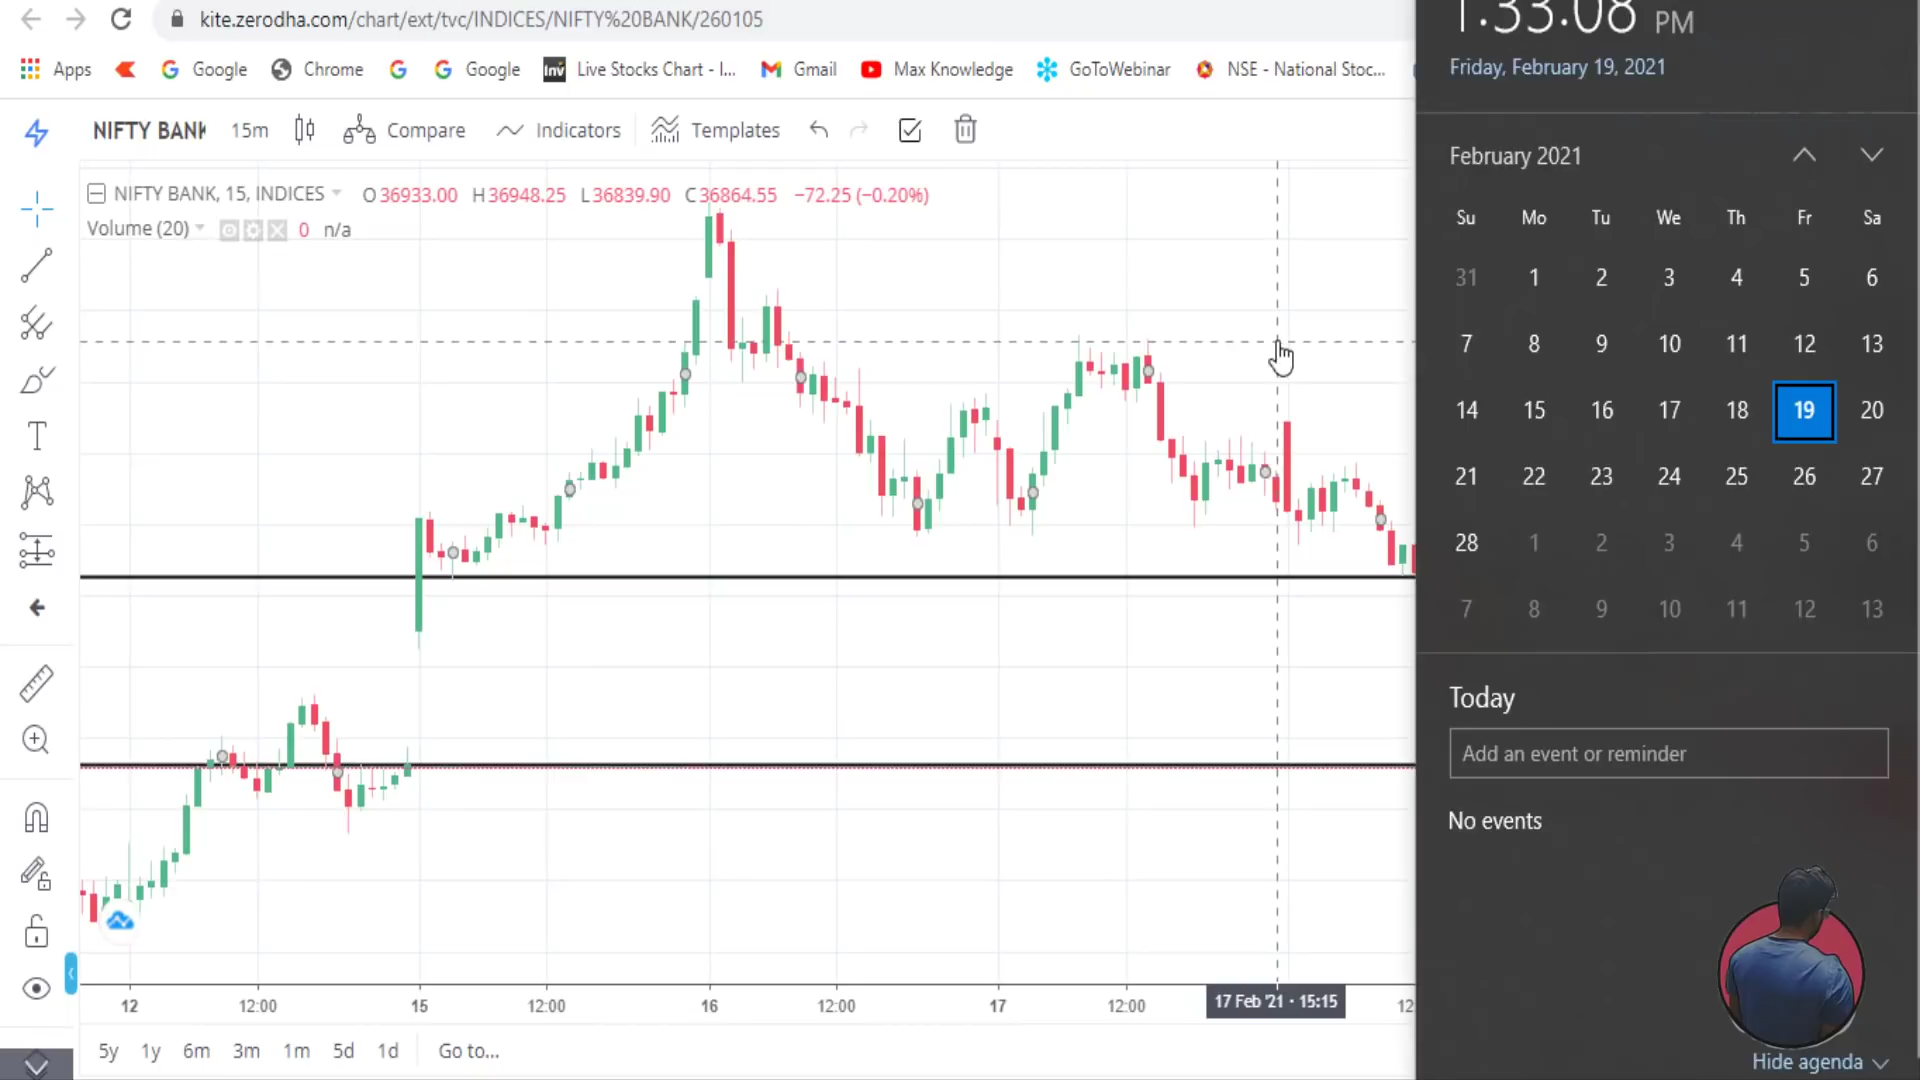 kite.zerodha.com/chart/ext/tvc/INDICES/NIFTY%20BANK/260105
Apps Google Chrome Google Inv Live Stocks Chart - I... Gmail Max Knowledge GoToWebinar NSE - National Stoc...
NIFTY BANK 15m Compare Indicators Templates
NIFTY BANK, 15, INDICES O36933.00 H36948.25 L36839.90 C36864.55 −72.25 (−0.20%)
Volume (20) 0 n/a
12 12:00 15 12:00 16 12:00 17 12:00 17 Feb '21 · 15:15
5y 1y 6m 3m 1m 5d 1d Go to...
1:33:08 PM
Friday, February 19, 2021
February 2021
Su Mo Tu We Th Fr Sa
31 1 2 3 4 5 6
7 8 9 10 11 12 13
14 15 16 17 18 19 20
21 22 23 24 25 26 27
28 1 2 3 4 5 6
7 8 9 10 11 12 13
Today
Add an event or reminder
No events
Hide agenda